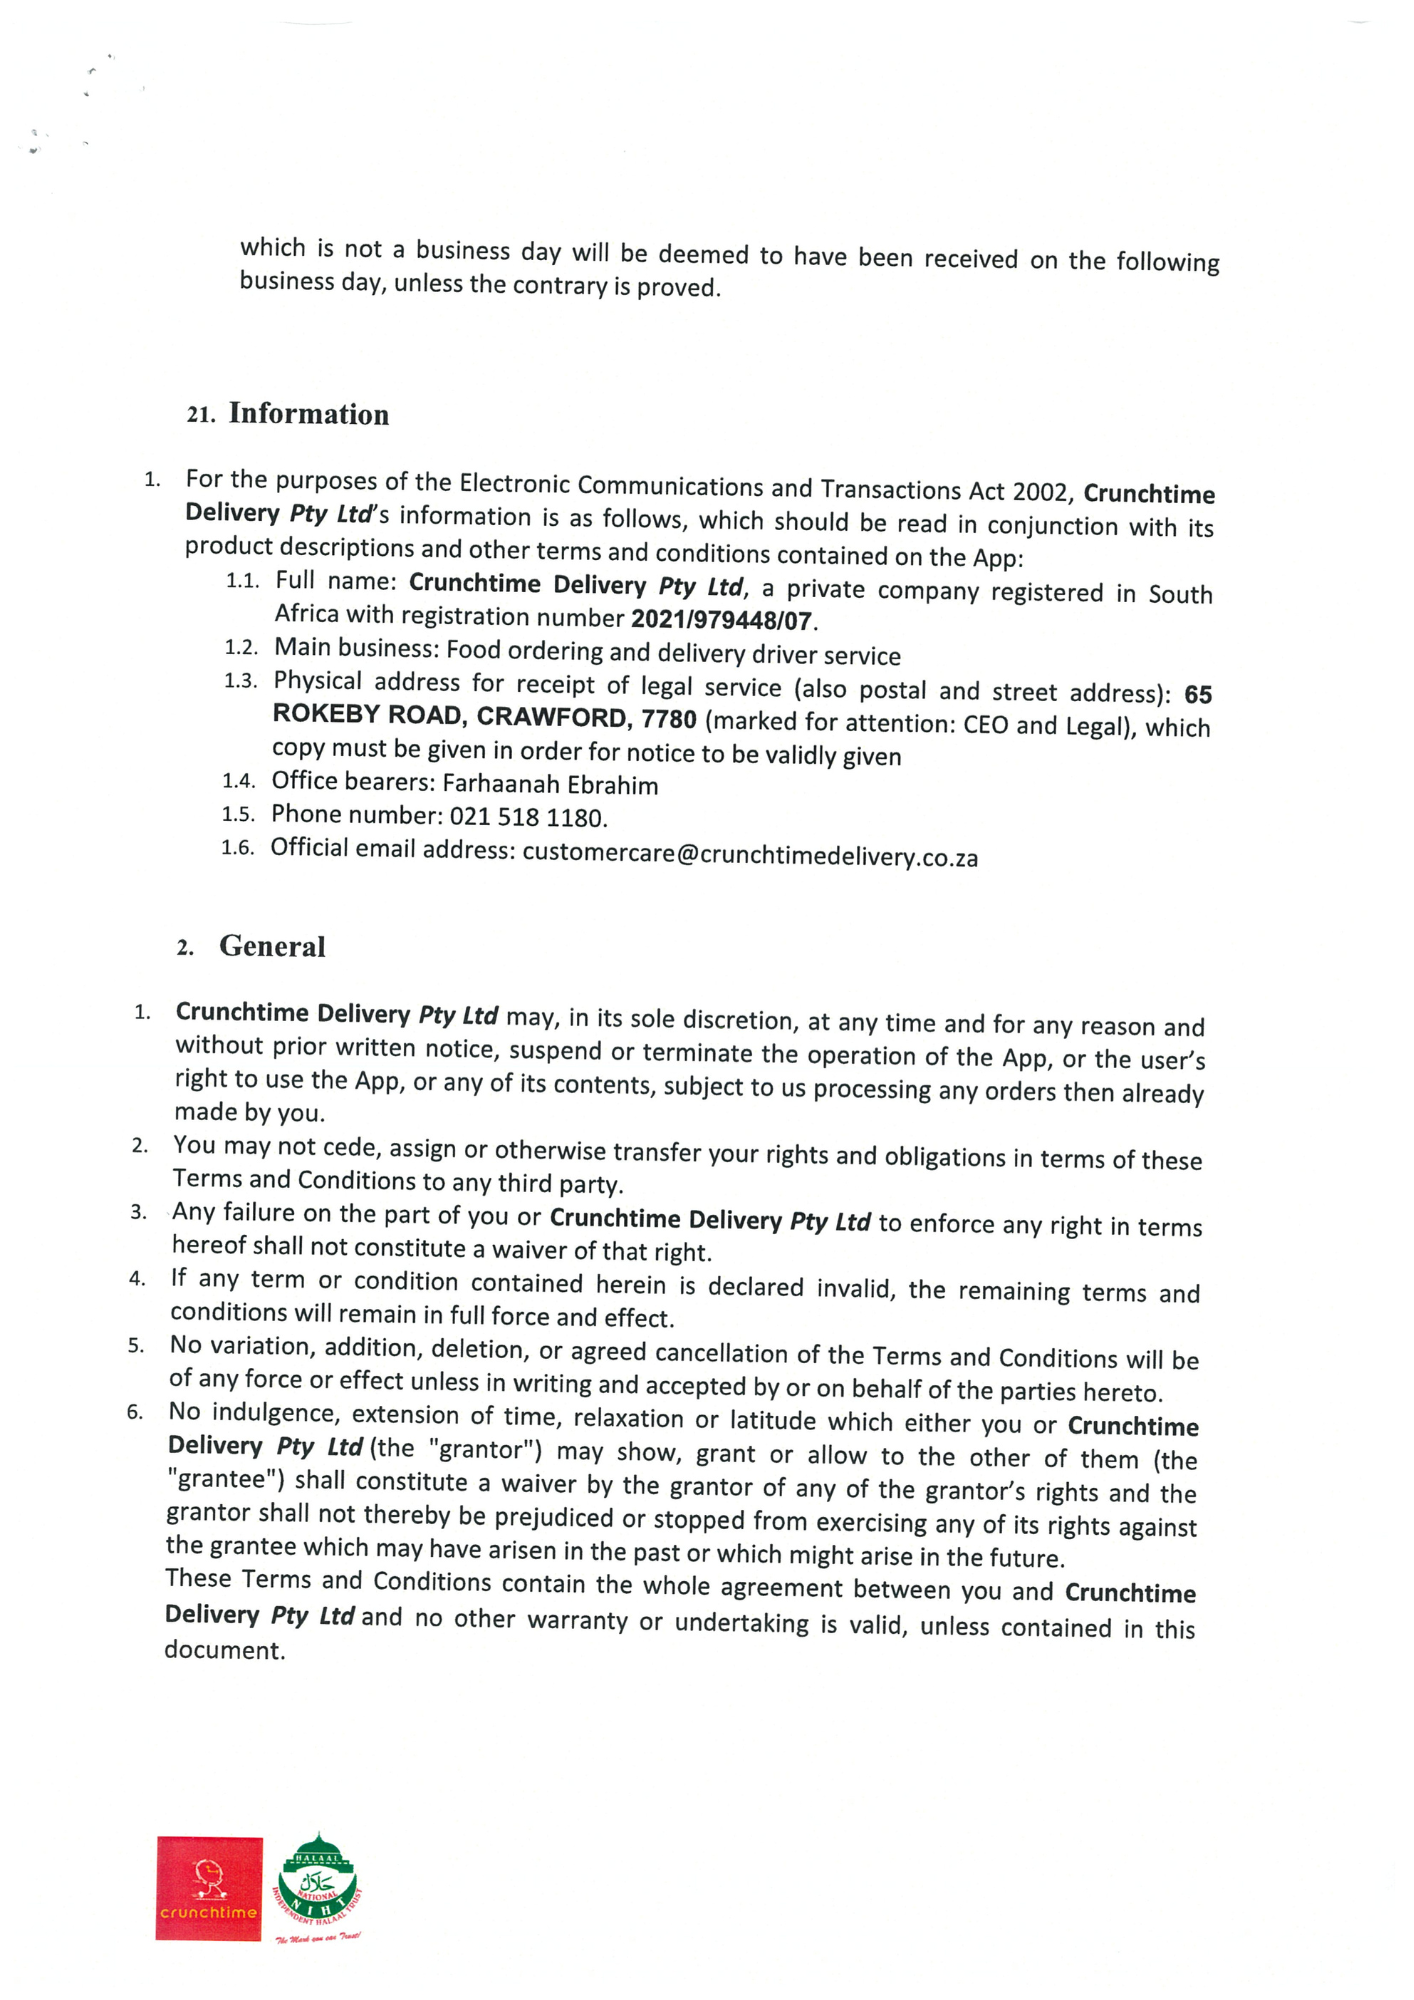 which is not a business day will be deemed to have been received on the following
business day, unless the contrary is proved.
21. Information
1. For the purposes of the Electronic Communications and Transactions Act 2002, Crunchtime
Delivery Pty Ltd's information is as follows, which should be read in conjunction with its
product descriptions and other terms and conditions contained on the App:
1.1. Full name: Crunchtime Delivery Pty Ltd, a private company registered in South
Africa with registration number 2021/979448/07.
1.2. Main business: Food ordering and delivery driver service
1.3. Physical address for receipt of legal service (also postal and street address): 65
ROKEBY ROAD, CRAWFORD, 7780 (marked for attention: CEO and Legal), which
copy must be given in order for notice to be validly given
1.4. Office bearers: Farhaanah Ebrahim
1.5. Phone number: 021 518 1180.
1.6. Official email address: customercare@crunchtimedelivery.co.za
2. General
1. Crunchtime Delivery Pty Ltd may, in its sole discretion, at any time and for any reason and
without prior written notice, suspend or terminate the operation of the App, or the user's
right to use the App, or any of its contents, subject to us processing any orders then already
made by you.
2. You may not cede, assign or otherwise transfer your rights and obligations in terms of these
Terms and Conditions to any third party.
3. Any failure on the part of you or Crunchtime Delivery Pty Ltd to enforce any right in terms
hereof shall not constitute a waiver of that right.
4. If any term or condition contained herein is declared invalid, the remaining terms and
conditions will remain in full force and effect.
5. No variation, addition, deletion, or agreed cancellation of the Terms and Conditions will be
of any force or effect unless in writing and accepted by or on behalf of the parties hereto.
6. No indulgence, extension of time, relaxation or latitude which either you or Crunchtime
Delivery Pty Ltd (the "grantor") may show, grant or allow to the other of them (the
"grantee") shall constitute a waiver by the grantor of any of the grantor's rights and the
grantor shall not thereby be prejudiced or stopped from exercising any of its rights against
the grantee which may have arisen in the past or which might arise in the future.
These Terms and Conditions contain the whole agreement between you and Crunchtime
Delivery Pty Ltd and no other warranty or undertaking is valid, unless contained in this
document.
crunchtime
HALAAL
حلال
NATIONAL
NIHT
INDEPENDENT HALAAL TRUST
The Mark you can Trust!